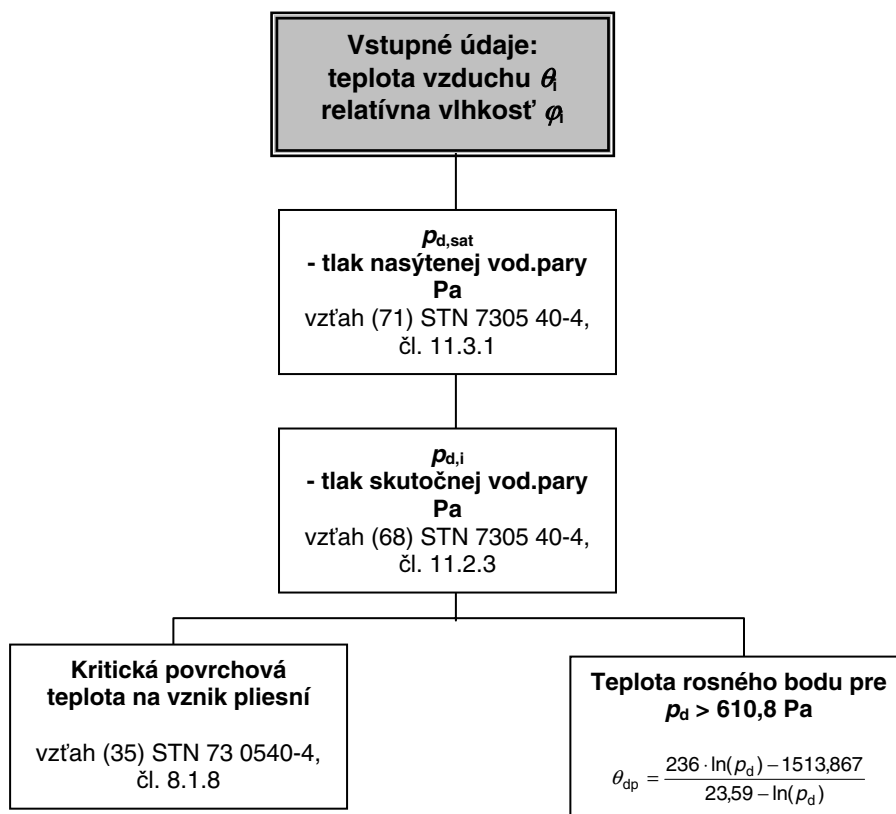 Vstupné údaje:
teplota vzduchu θi
relatívna vlhkosť φi
pd,sat
- tlak nasýtenej vod.pary
Pa
vzťah (71) STN 7305 40-4,
čl. 11.3.1
pd,i
- tlak skutočnej vod.pary
Pa
vzťah (68) STN 7305 40-4,
čl. 11.2.3
Kritická povrchová
teplota na vznik pliesní
vzťah (35) STN 73 0540-4,
čl. 8.1.8
Teplota rosného bodu pre
pd > 610,8 Pa
θdp = (236 · ln(pd) – 1513,867) / (23,59 – ln(pd))